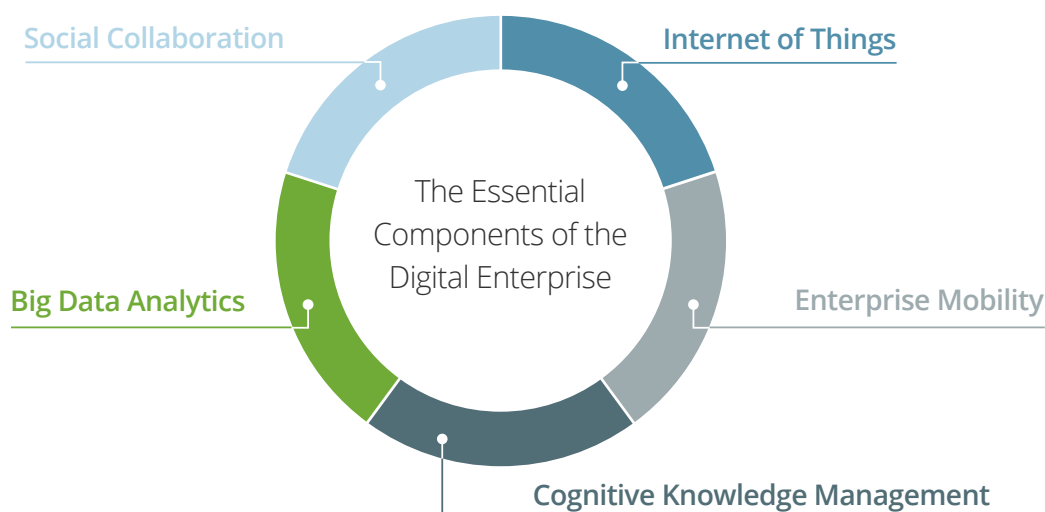 Social Collaboration
Internet of Things
The Essential
Components of the
Digital Enterprise
Big Data Analytics
Enterprise Mobility
Cognitive Knowledge Management